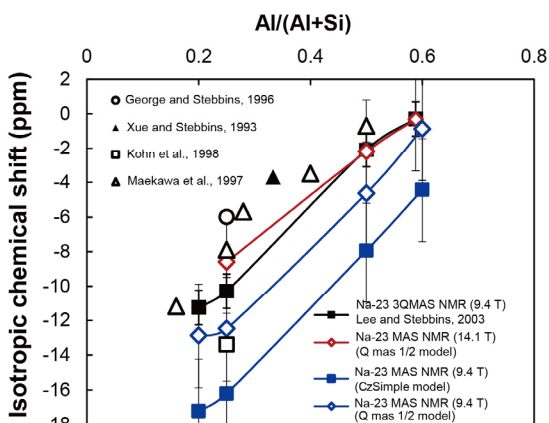 Al/(Al+Si)
0 0.2 0.4 0.6 0.8
Isotropic chemical shift (ppm)
2
0
-2
-4
-6
-8
-10
-12
-14
-16
-18
George and Stebbins, 1996
Xue and Stebbins, 1993
Kohn et al., 1998
Maekawa et al., 1997
Na-23 3QMAS NMR (9.4 T)
Lee and Stebbins, 2003
Na-23 MAS NMR (14.1 T)
(Q mas 1/2 model)
Na-23 MAS NMR (9.4 T)
(CzSimple model)
Na-23 MAS NMR (9.4 T)
(Q mas 1/2 model)